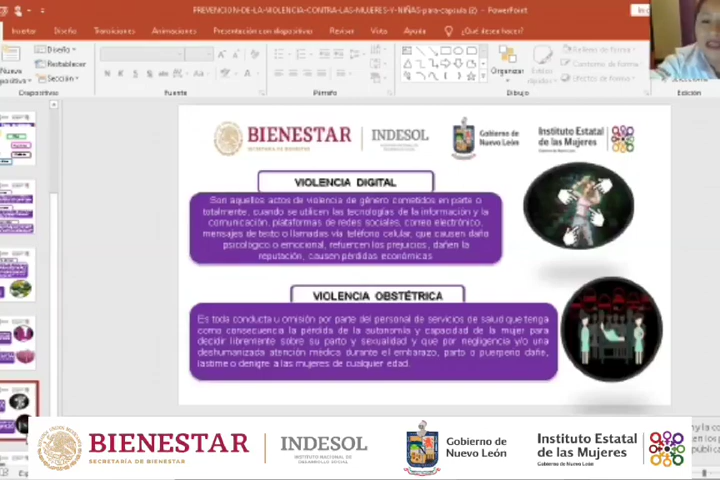 PREVENCION-DE-LA-VIOLENCIA-CONTRA-LAS-MUJERES-Y-NIÑAS-para-capsula (2) - PowerPoint
Insertar Diseño Transiciones Animaciones Presentación con diapositivas Revisar Vista Ayuda ¿Qué desea hacer?
Diseño
Restablecer
Sección
Diapositivas
Fuente
Párrafo
Organizar
Estilos
rápidos
Relleno de forma
Contorno de forma
Efectos de forma
Dibujo
Edición
BIENESTAR
SECRETARÍA DE BIENESTAR
INDESOL
Gobierno de
Nuevo León
Instituto Estatal
de las Mujeres
VIOLENCIA DIGITAL
Son aquellos actos de violencia de género cometidos en parte o
totalmente, cuando se utilicen las tecnologías de la información y la
comunicación, plataformas de redes sociales, correo electrónico,
mensajes de texto o llamadas vía teléfono celular, que causen daño
psicológico o emocional, refuercen los prejuicios, dañen la
reputación, causen pérdidas económicas
VIOLENCIA OBSTÉTRICA
Es toda conducta u omisión por parte del personal de servicios de salud que tenga
como consecuencia la pérdida de la autonomía y capacidad de la mujer para
decidir libremente sobre su parto y sexualidad y que por negligencia y/o una
deshumanizada atención médica durante el embarazo, parto o puerperio dañe,
lastime o denigre a las mujeres de cualquier edad.
BIENESTAR
SECRETARÍA DE BIENESTAR
INDESOL
INSTITUTO NACIONAL DE
DESARROLLO SOCIAL
Gobierno de
Nuevo León
Instituto Estatal
de las Mujeres
Gobierno de Nuevo León